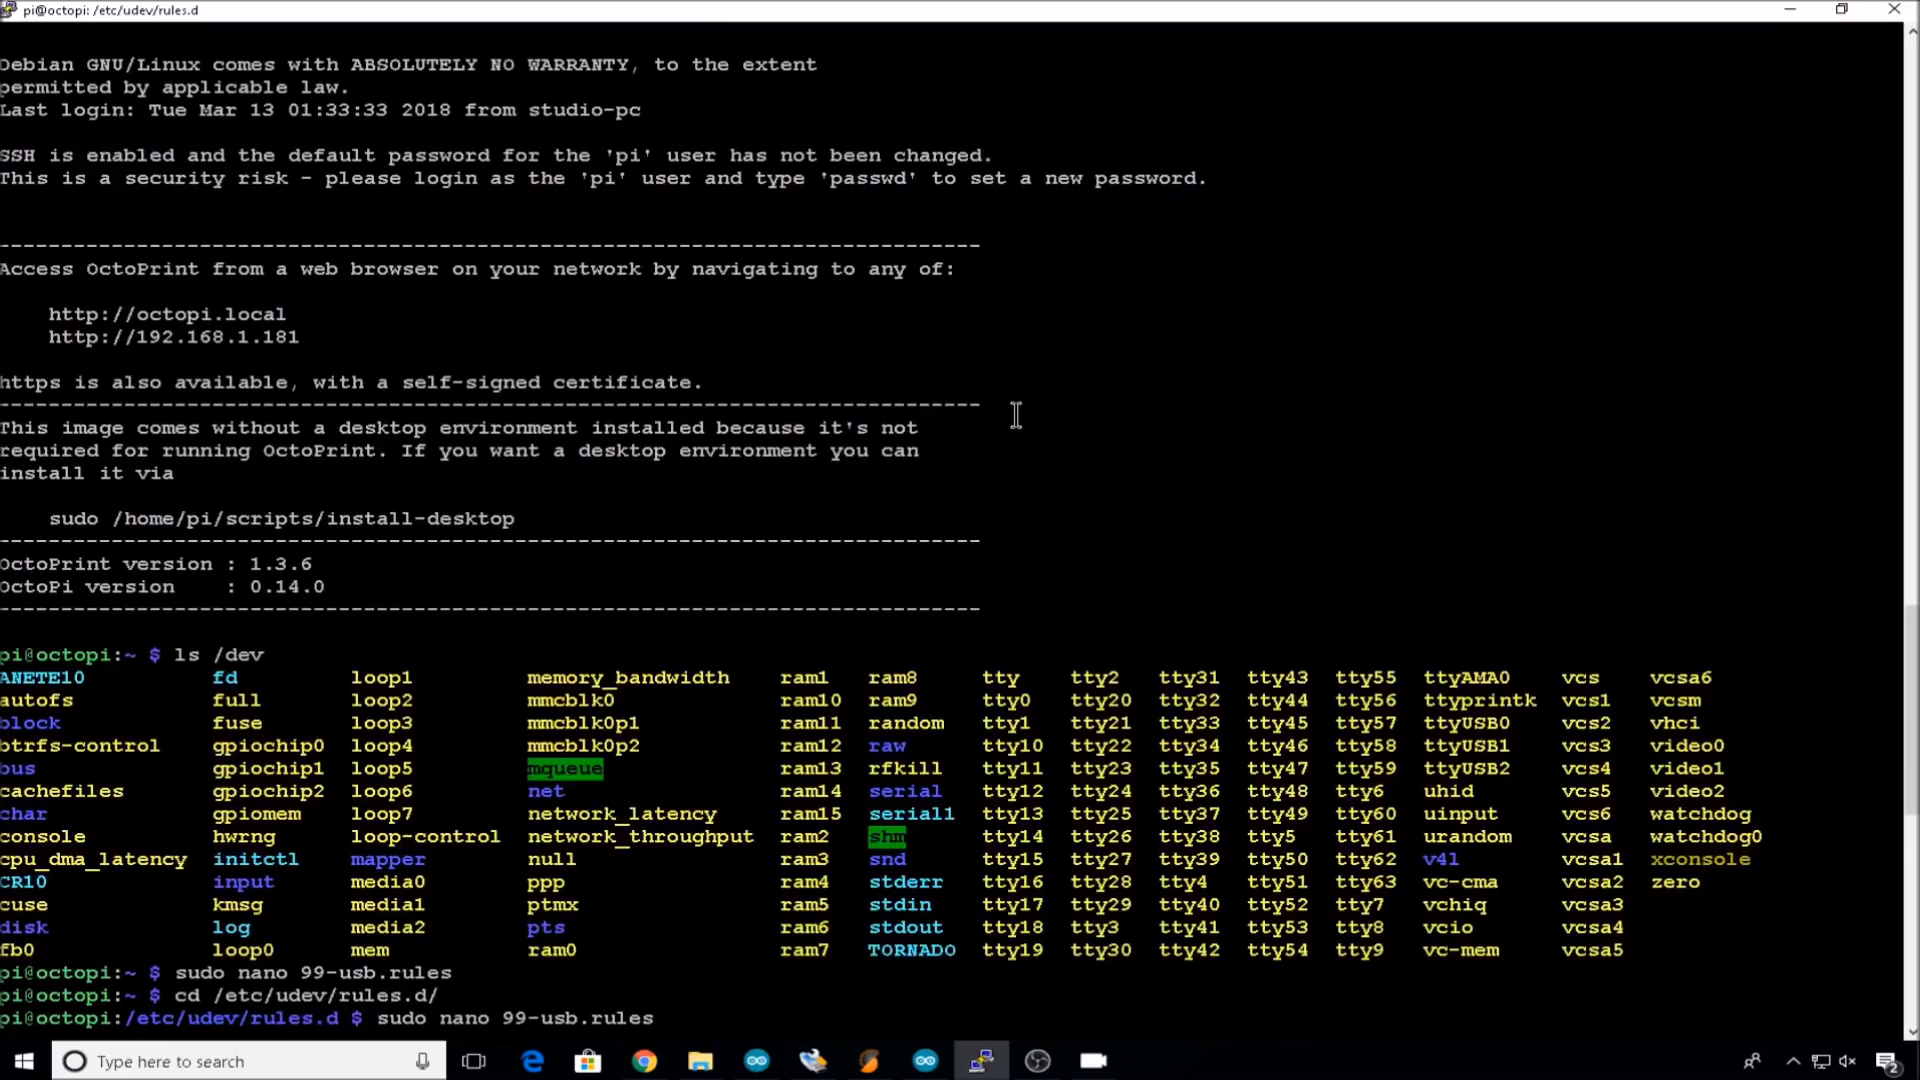 pi@octopi: /etc/udev/rules.d
Debian GNU/Linux comes with ABSOLUTELY NO WARRANTY, to the extent
permitted by applicable law.
Last login: Tue Mar 13 01:33:33 2018 from studio-pc
SSH is enabled and the default password for the 'pi' user has not been changed.
This is a security risk - please login as the 'pi' user and type 'passwd' to set a new password.
-------------------------------------------------------------------------------
Access OctoPrint from a web browser on your network by navigating to any of:
http://octopi.local
http://192.168.1.181
https is also available, with a self-signed certificate.
-------------------------------------------------------------------------------
This image comes without a desktop environment installed because it's not
required for running OctoPrint. If you want a desktop environment you can
install it via
sudo /home/pi/scripts/install-desktop
-------------------------------------------------------------------------------
OctoPrint version : 1.3.6
OctoPi version    : 0.14.0
-------------------------------------------------------------------------------
pi@octopi:~ $ ls /dev
ANETE10 fd loop1 memory_bandwidth ram1 ram8 tty tty2 tty31 tty43 tty55 ttyAMA0 vcs vcsa6
autofs full loop2 mmcblk0 ram10 ram9 tty0 tty20 tty32 tty44 tty56 ttyprintk vcs1 vcsm
block fuse loop3 mmcblk0p1 ram11 random tty1 tty21 tty33 tty45 tty57 ttyUSB0 vcs2 vhci
btrfs-control gpiochip0 loop4 mmcblk0p2 ram12 raw tty10 tty22 tty34 tty46 tty58 ttyUSB1 vcs3 video0
bus gpiochip1 loop5 mqueue ram13 rfkill tty11 tty23 tty35 tty47 tty59 ttyUSB2 vcs4 video1
cachefiles gpiochip2 loop6 net ram14 serial tty12 tty24 tty36 tty48 tty6 uhid vcs5 video2
char gpiomem loop7 network_latency ram15 serial1 tty13 tty25 tty37 tty49 tty60 uinput vcs6 watchdog
console hwrng loop-control network_throughput ram2 shm tty14 tty26 tty38 tty5 tty61 urandom vcsa watchdog0
cpu_dma_latency initctl mapper null ram3 snd tty15 tty27 tty39 tty50 tty62 v4l vcsa1 xconsole
CR10 input media0 ppp ram4 stderr tty16 tty28 tty4 tty51 tty63 vc-cma vcsa2 zero
cuse kmsg media1 ptmx ram5 stdin tty17 tty29 tty40 tty52 tty7 vchiq vcsa3
disk log media2 pts ram6 stdout tty18 tty3 tty41 tty53 tty8 vcio vcsa4
fb0 loop0 mem ram0 ram7 TORNADO tty19 tty30 tty42 tty54 tty9 vc-mem vcsa5
pi@octopi:~ $ sudo nano 99-usb.rules
pi@octopi:~ $ cd /etc/udev/rules.d/
pi@octopi:/etc/udev/rules.d $ sudo nano 99-usb.rules
Type here to search
2